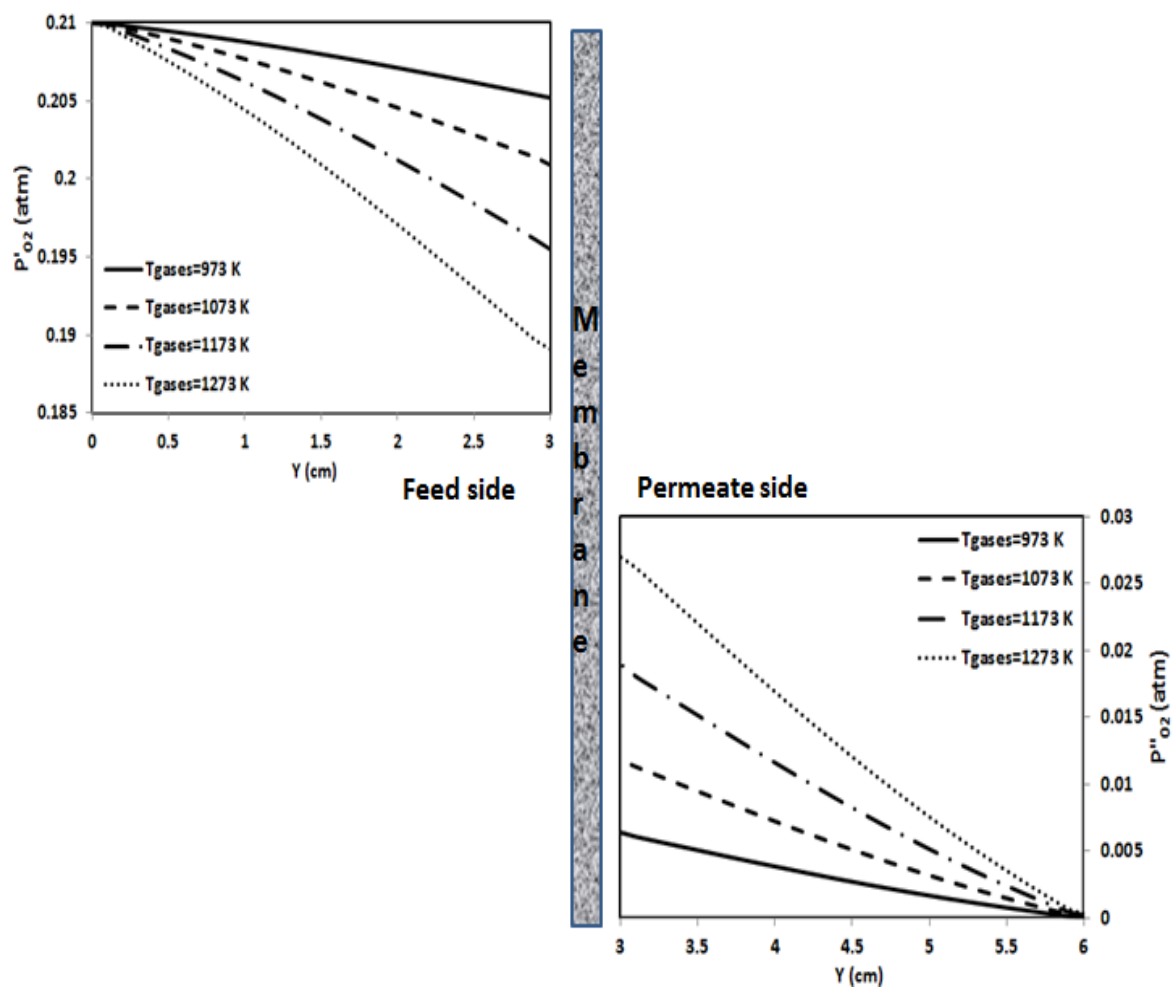 0.21
0.205
0.2
0.195
0.19
0.185
P'O2 (atm)
Tgases=973 K
Tgases=1073 K
Tgases=1173 K
Tgases=1273 K
0 0.5 1 1.5 2 2.5 3
Y (cm)
Feed side
Membrane
Permeate side
Tgases=973 K
Tgases=1073 K
Tgases=1173 K
Tgases=1273 K
0.03
0.025
0.02
0.015
0.01
0.005
0
P"O2 (atm)
3 3.5 4 4.5 5 5.5 6
Y (cm)